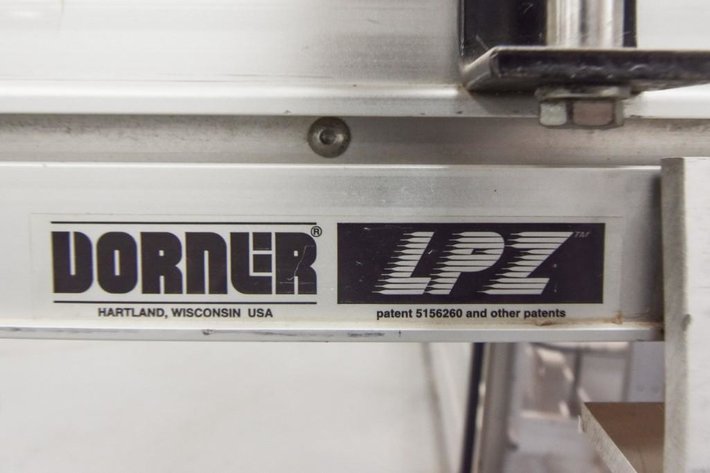 DORNER®
HARTLAND, WISCONSIN USA
LPZ™
patent 5156260 and other patents